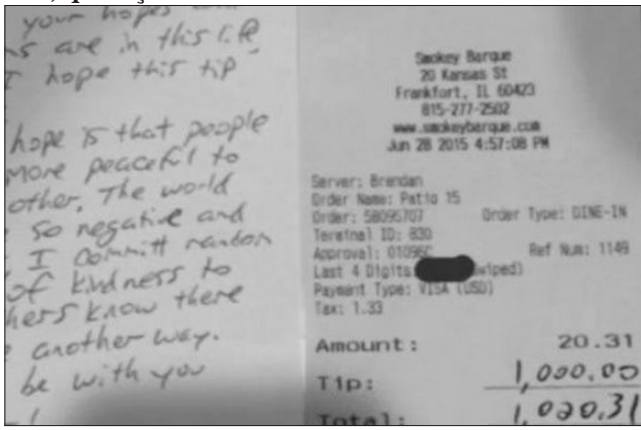 your hopes
s are in this life
I hope this tip
hope is that people
more peaceful to
other. The world
so negative and
I committ random
of kindness to
hers know there
another way.
be with you
Smokey Barque
20 Kansas St
Frankfort, IL 60423
815-277-2502
www.smokeybarque.com
Jun 28 2015 4:57:08 PM
Server: Brendan
Order Name: Patio 15
Order: 58095707 Order Type: DINE-IN
Terminal ID: 830
Approval: 01096C Ref Num: 1149
Last 4 Digits wiped)
Payment Type: VISA (USD)
Tax: 1.33
Amount: 20.31
Tip: 1,000.00
Total: 1,020.31